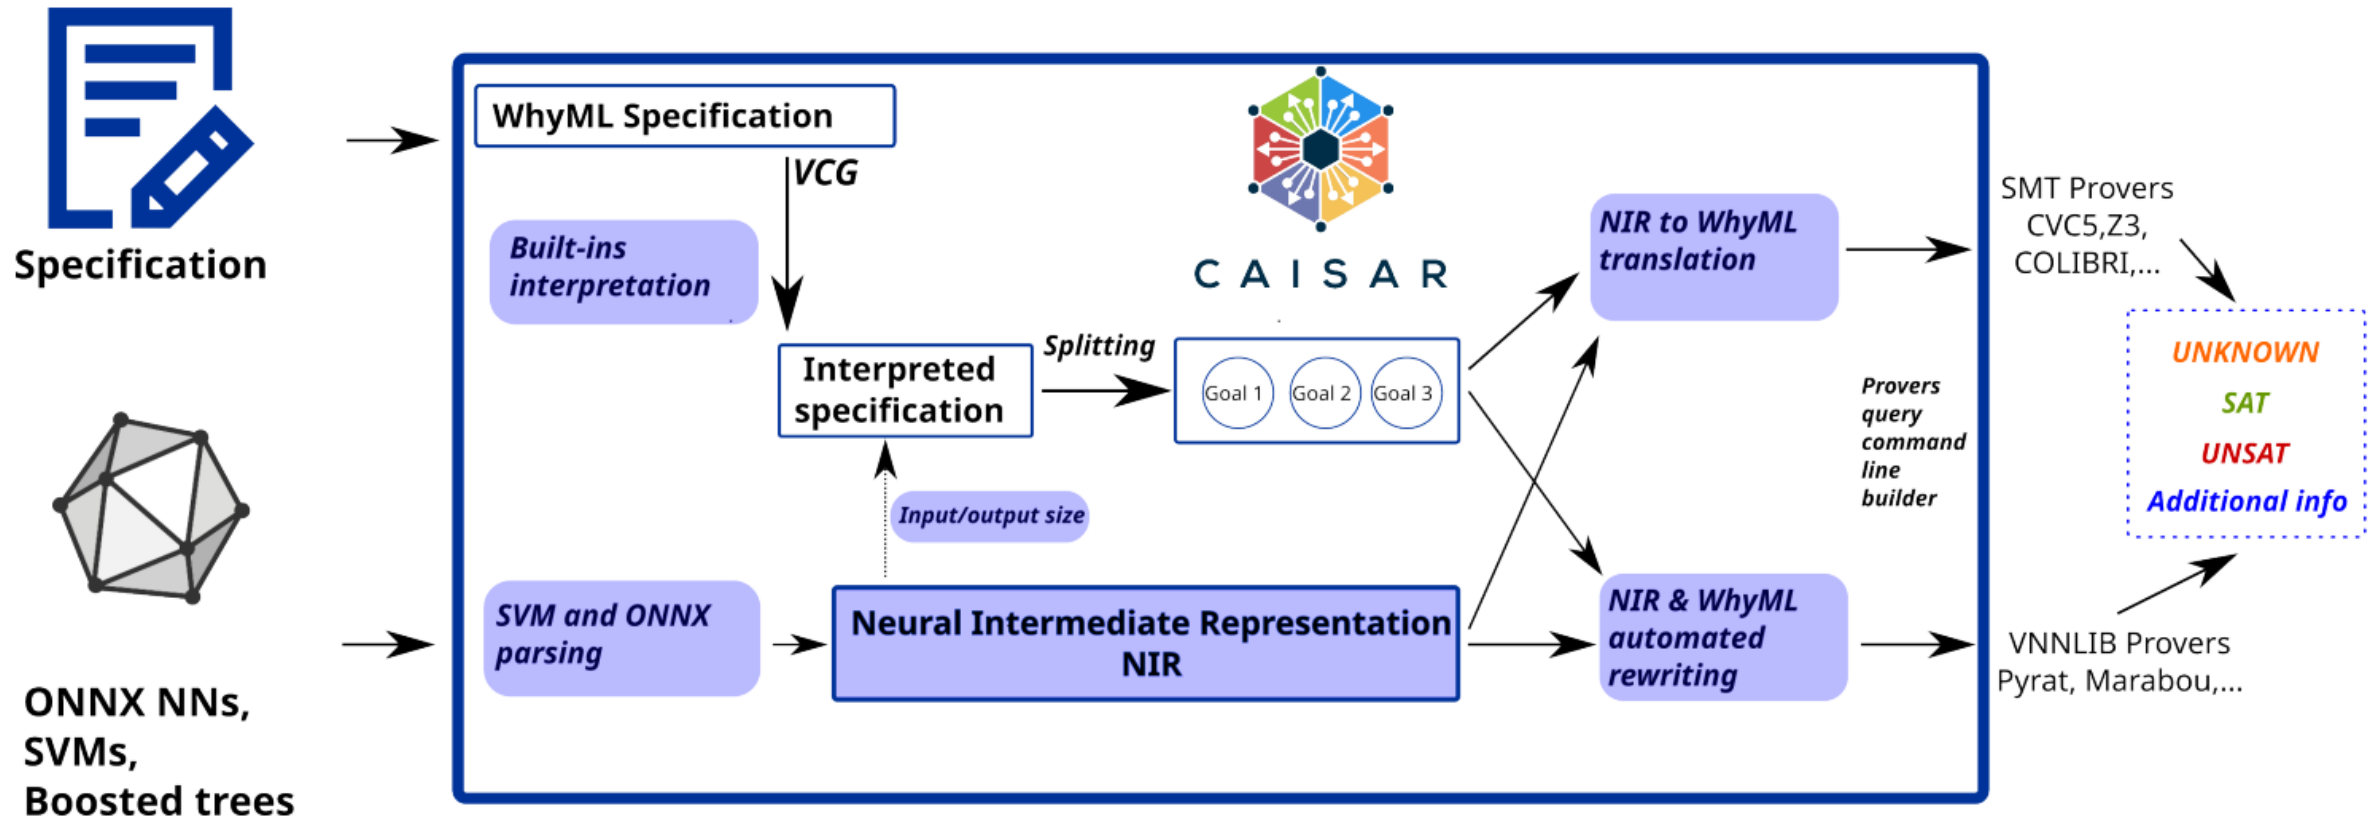 Specification
ONNX NNs,
SVMs,
Boosted trees
WhyML Specification
VCG
Built-ins
interpretation
Interpreted
specification
Splitting
Goal 1
Goal 2
Goal 3
CAISAR
Input/output size
SVM and ONNX
parsing
Neural Intermediate Representation
NIR
NIR to WhyML
translation
NIR & WhyML
automated
rewriting
Provers
query
command
line
builder
SMT Provers
CVC5,Z3,
COLIBRI,...
UNKNOWN
SAT
UNSAT
Additional info
VNNLIB Provers
Pyrat, Marabou,...